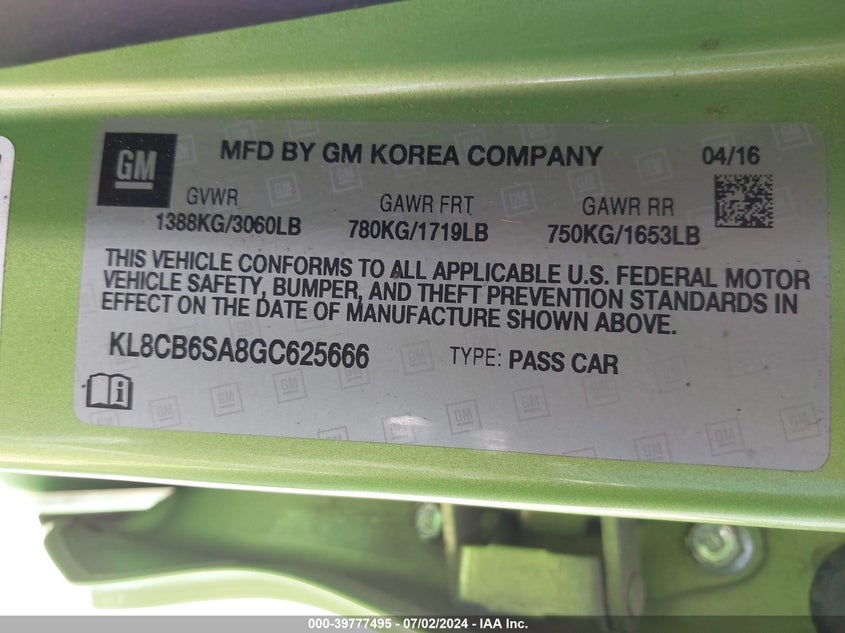 GM
MFD BY GM KOREA COMPANY 04/16
GVWR GAWR FRT GAWR RR
1388KG/3060LB 780KG/1719LB 750KG/1653LB
THIS VEHICLE CONFORMS TO ALL APPLICABLE U.S. FEDERAL MOTOR
VEHICLE SAFETY, BUMPER, AND THEFT PREVENTION STANDARDS IN
EFFECT ON THE DATE OF MANUFACTURE SHOWN ABOVE.
KL8CB6SA8GC625666 TYPE: PASS CAR
000-39777495 - 07/02/2024 - IAAI Inc.